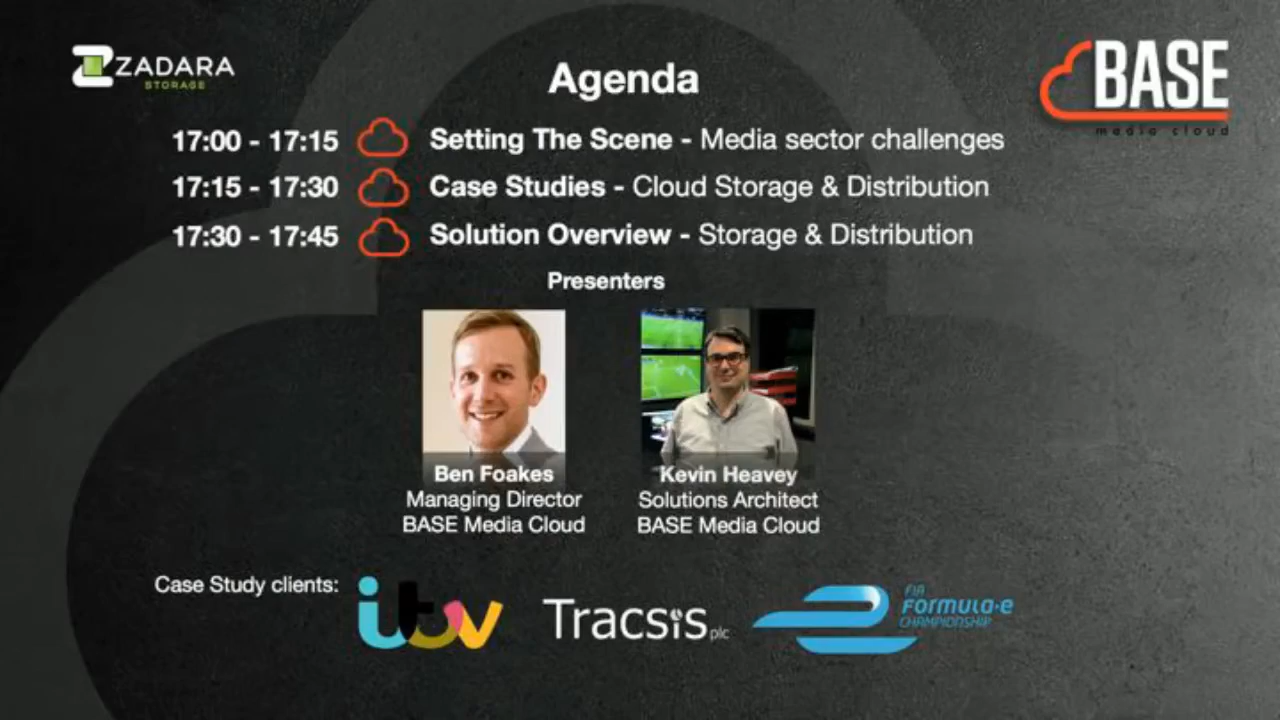 ZADARA
STORAGE
Agenda
BASE
media cloud
17:00 - 17:15 Setting The Scene - Media sector challenges
17:15 - 17:30 Case Studies - Cloud Storage & Distribution
17:30 - 17:45 Solution Overview - Storage & Distribution
Presenters
Ben Foakes
Managing Director
BASE Media Cloud
Kevin Heavey
Solutions Architect
BASE Media Cloud
Case Study clients:
itv
Tracsis plc
FIA
FORMULA-E
CHAMPIONSHIP